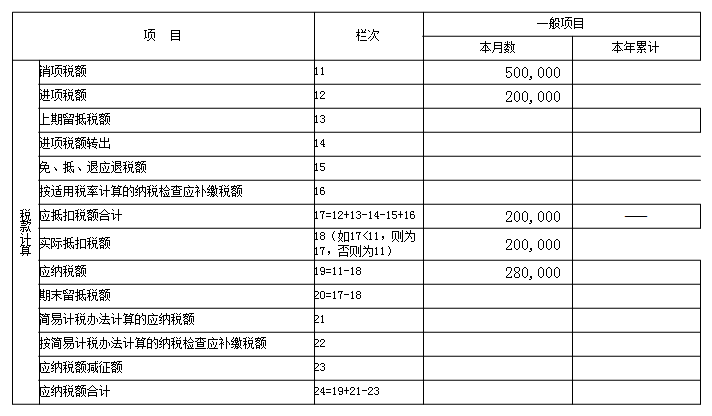 项 目 栏次 一般项目
本月数 本年累计
税款计算
销项税额 11 500,000
进项税额 12 200,000
上期留抵税额 13
进项税额转出 14
免、抵、退应退税额 15
按适用税率计算的纳税检查应补缴税额 16
应抵扣税额合计 17=12+13-14-15+16 200,000 ——
实际抵扣税额 18（如17<11，则为17，否则为11） 200,000
应纳税额 19=11-18 280,000
期末留抵税额 20=17-18
简易计税办法计算的应纳税额 21
按简易计税办法计算的纳税检查应补缴税额 22
应纳税额减征额 23
应纳税额合计 24=19+21-23